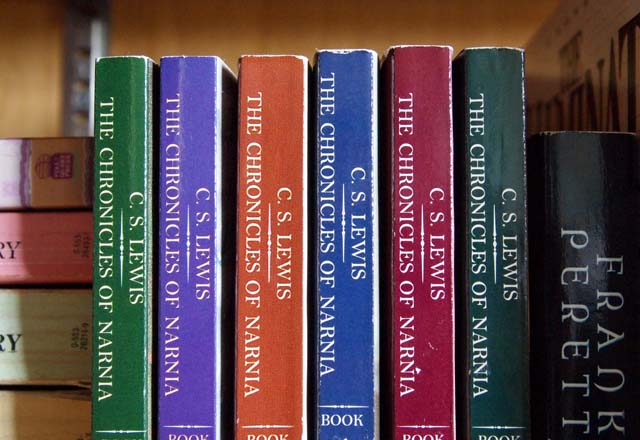 RY
RY
C. S. LEWIS
THE CHRONICLES OF NARNIA
BOOK
C. S. LEWIS
THE CHRONICLES OF NARNIA
BOOK
C. S. LEWIS
THE CHRONICLES OF NARNIA
BOOK
C. S. LEWIS
THE CHRONICLES OF NARNIA
BOOK
C. S. LEWIS
THE CHRONICLES OF NARNIA
BOOK
C. S. LEWIS
THE CHRONICLES OF NARNIA
BOOK
FRANK
PERETT